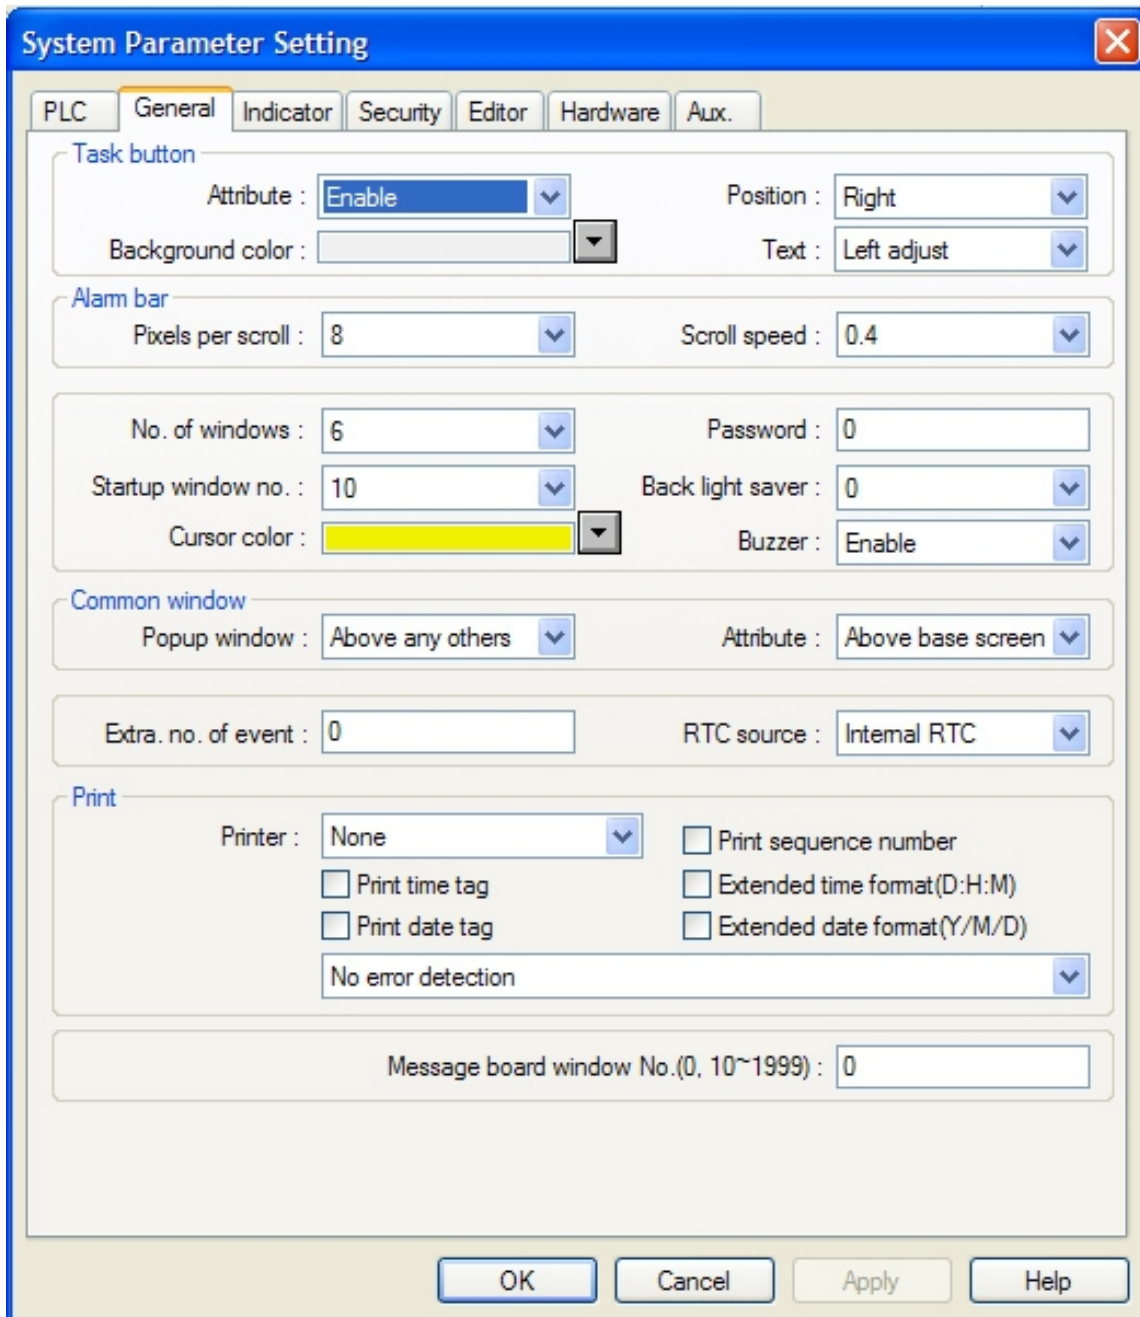 System Parameter Setting
PLC General Indicator Security Editor Hardware Aux.
Task button
Attribute : Enable Position : Right
Background color : Text : Left adjust
Alarm bar
Pixels per scroll : 8 Scroll speed : 0.4
No. of windows : 6 Password : 0
Startup window no. : 10 Back light saver : 0
Cursor color : Buzzer : Enable
Common window
Popup window : Above any others Attribute : Above base screen
Extra. no. of event : 0 RTC source : Internal RTC
Print
Printer : None Print sequence number
Print time tag Extended time format(D:H:M)
Print date tag Extended date format(Y/M/D)
No error detection
Message board window No.(0, 10~1999) : 0
OK Cancel Apply Help